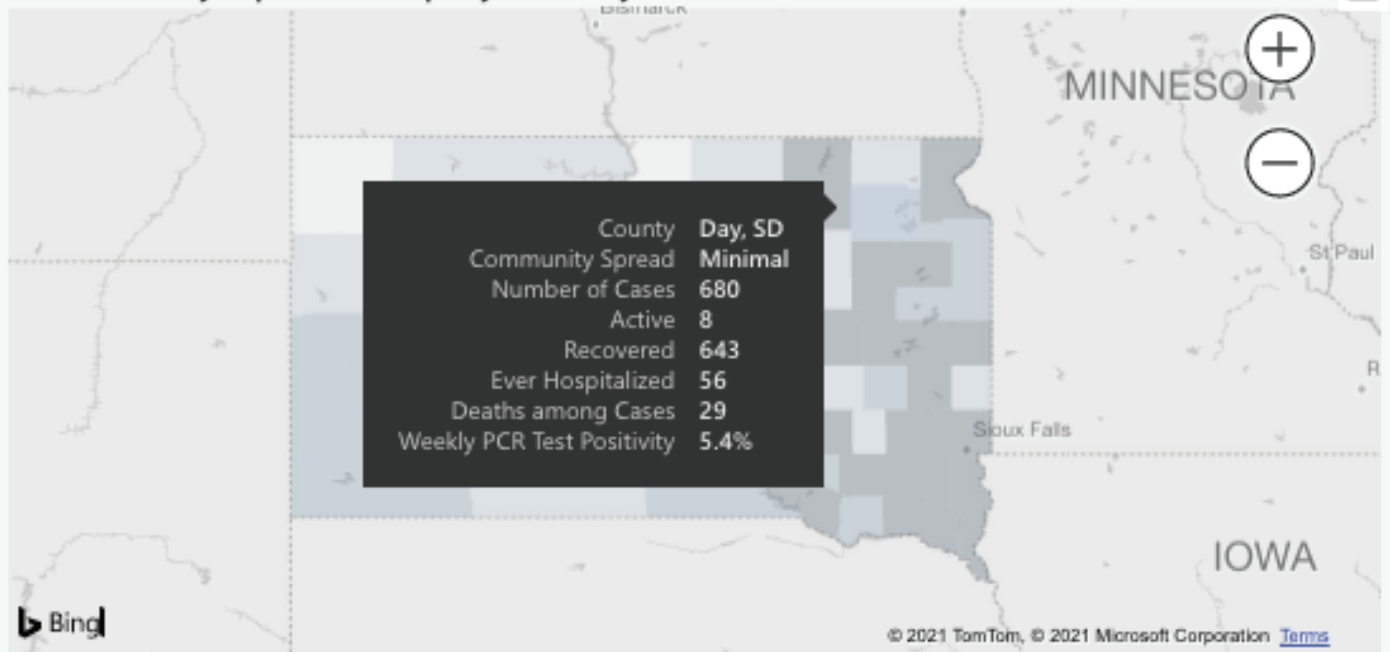 Bismarck
MINNESOTA
St Paul
County Day, SD
Community Spread Minimal
Number of Cases 680
Active 8
Recovered 643
Ever Hospitalized 56
Deaths among Cases 29
Weekly PCR Test Positivity 5.4%
R
Sioux Falls
IOWA
Bing
© 2021 TomTom, © 2021 Microsoft Corporation Terms